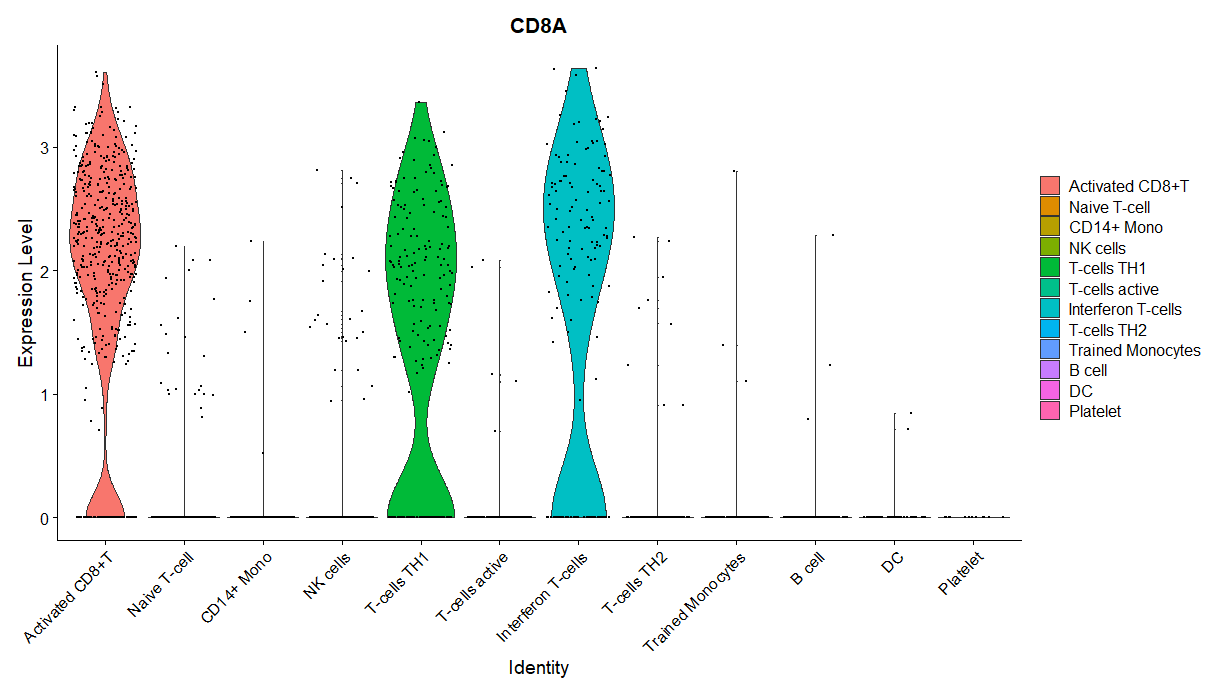 CD8A
Expression Level
3
2
1
0
Activated CD8+T
Naive T-cell
CD14+ Mono
NK cells
T-cells TH1
T-cells active
Interferon T-cells
T-cells TH2
Trained Monocytes
B cell
DC
Platelet
Identity
Activated CD8+T
Naive T-cell
CD14+ Mono
NK cells
T-cells TH1
T-cells active
Interferon T-cells
T-cells TH2
Trained Monocytes
B cell
DC
Platelet